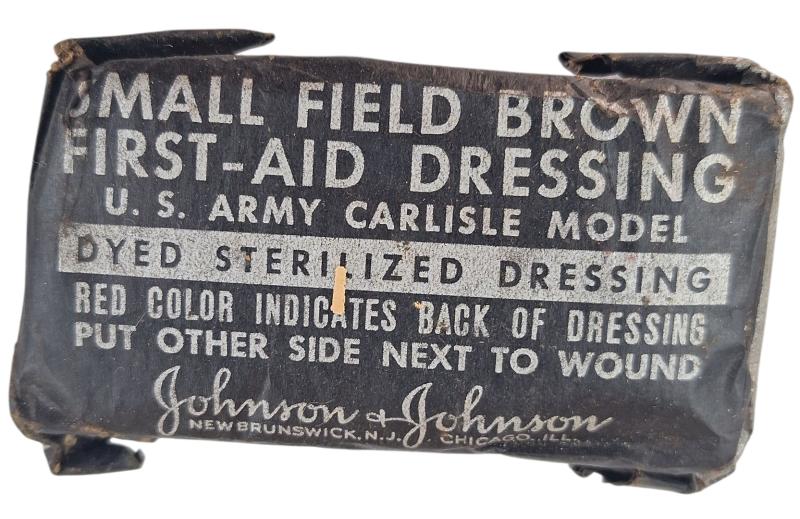 SMALL FIELD BROWN
FIRST-AID DRESSING
U. S. ARMY CARLISLE MODEL
DYED STERILIZED DRESSING
RED COLOR INDICATES BACK OF DRESSING
PUT OTHER SIDE NEXT TO WOUND
Johnson & Johnson
NEW BRUNSWICK, N. J. CHICAGO, ILL.